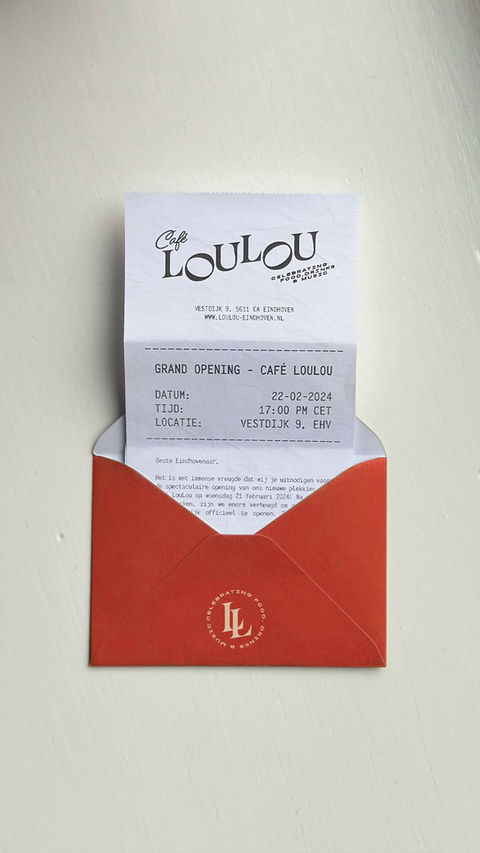 Café
LOULOU
CELEBRATING
FOOD, DRINKS
& MUSIC
VESTDIJK 9, 5611 CA EINDHOVEN
WWW.LOULOU-EINDHOVEN.NL
GRAND OPENING - CAFÉ LOULOU
DATUM: 22-02-2024
TIJD: 17:00 PM CET
LOCATIE: VESTDIJK 9, EHV
Beste Eindhovenaar,
Het is met immense vreugde dat wij je uitnodigen voor
de spectaculaire opening van ons nieuwe plekkie
LouLou op woensdag 21 februari 2024! Na
zijn we enorm verheugd om
officieel te openen.
CELEBRATING FOOD, DRINKS & MUSIC
LL